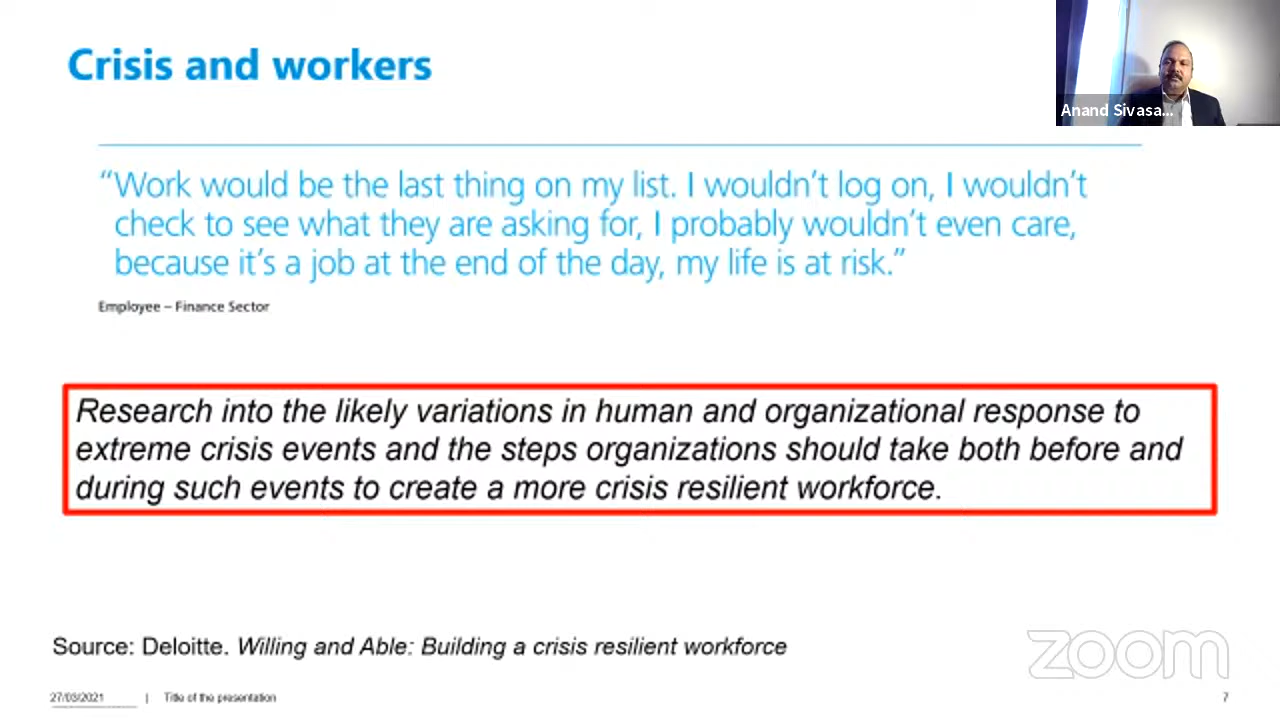 Crisis and workers
Anand Sivasa...
“Work would be the last thing on my list. I wouldn’t log on, I wouldn’t
check to see what they are asking for, I probably wouldn’t even care,
because it’s a job at the end of the day, my life is at risk.”
Employee – Finance Sector
Research into the likely variations in human and organizational response to
extreme crisis events and the steps organizations should take both before and
during such events to create a more crisis resilient workforce.
Source: Deloitte. Willing and Able: Building a crisis resilient workforce
zoom
27/03/2021 | Title of the presentation
7